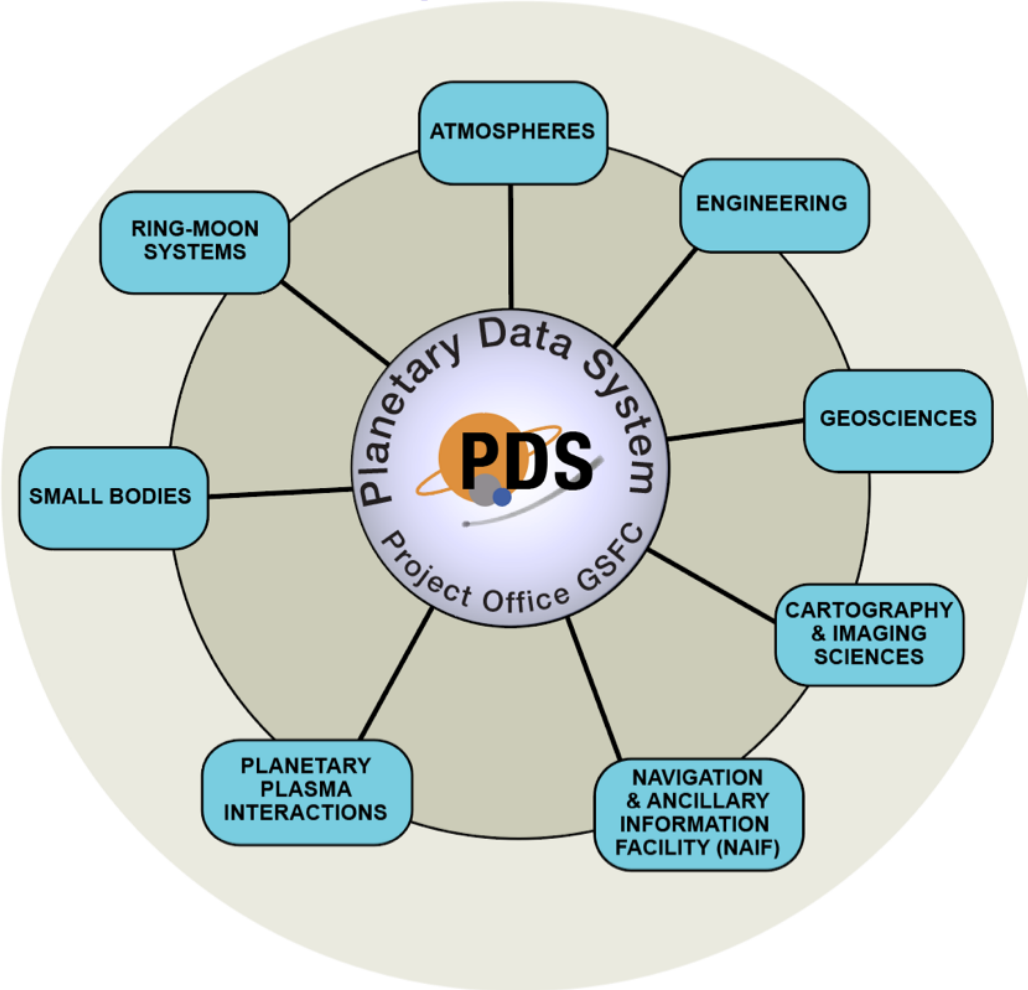 ATMOSPHERES
ENGINEERING
RING-MOON
SYSTEMS
GEOSCIENCES
Planetary Data System
PDS
Project Office GSFC
SMALL BODIES
CARTOGRAPHY
& IMAGING
SCIENCES
PLANETARY
PLASMA
INTERACTIONS
NAVIGATION
& ANCILLARY
INFORMATION
FACILITY (NAIF)